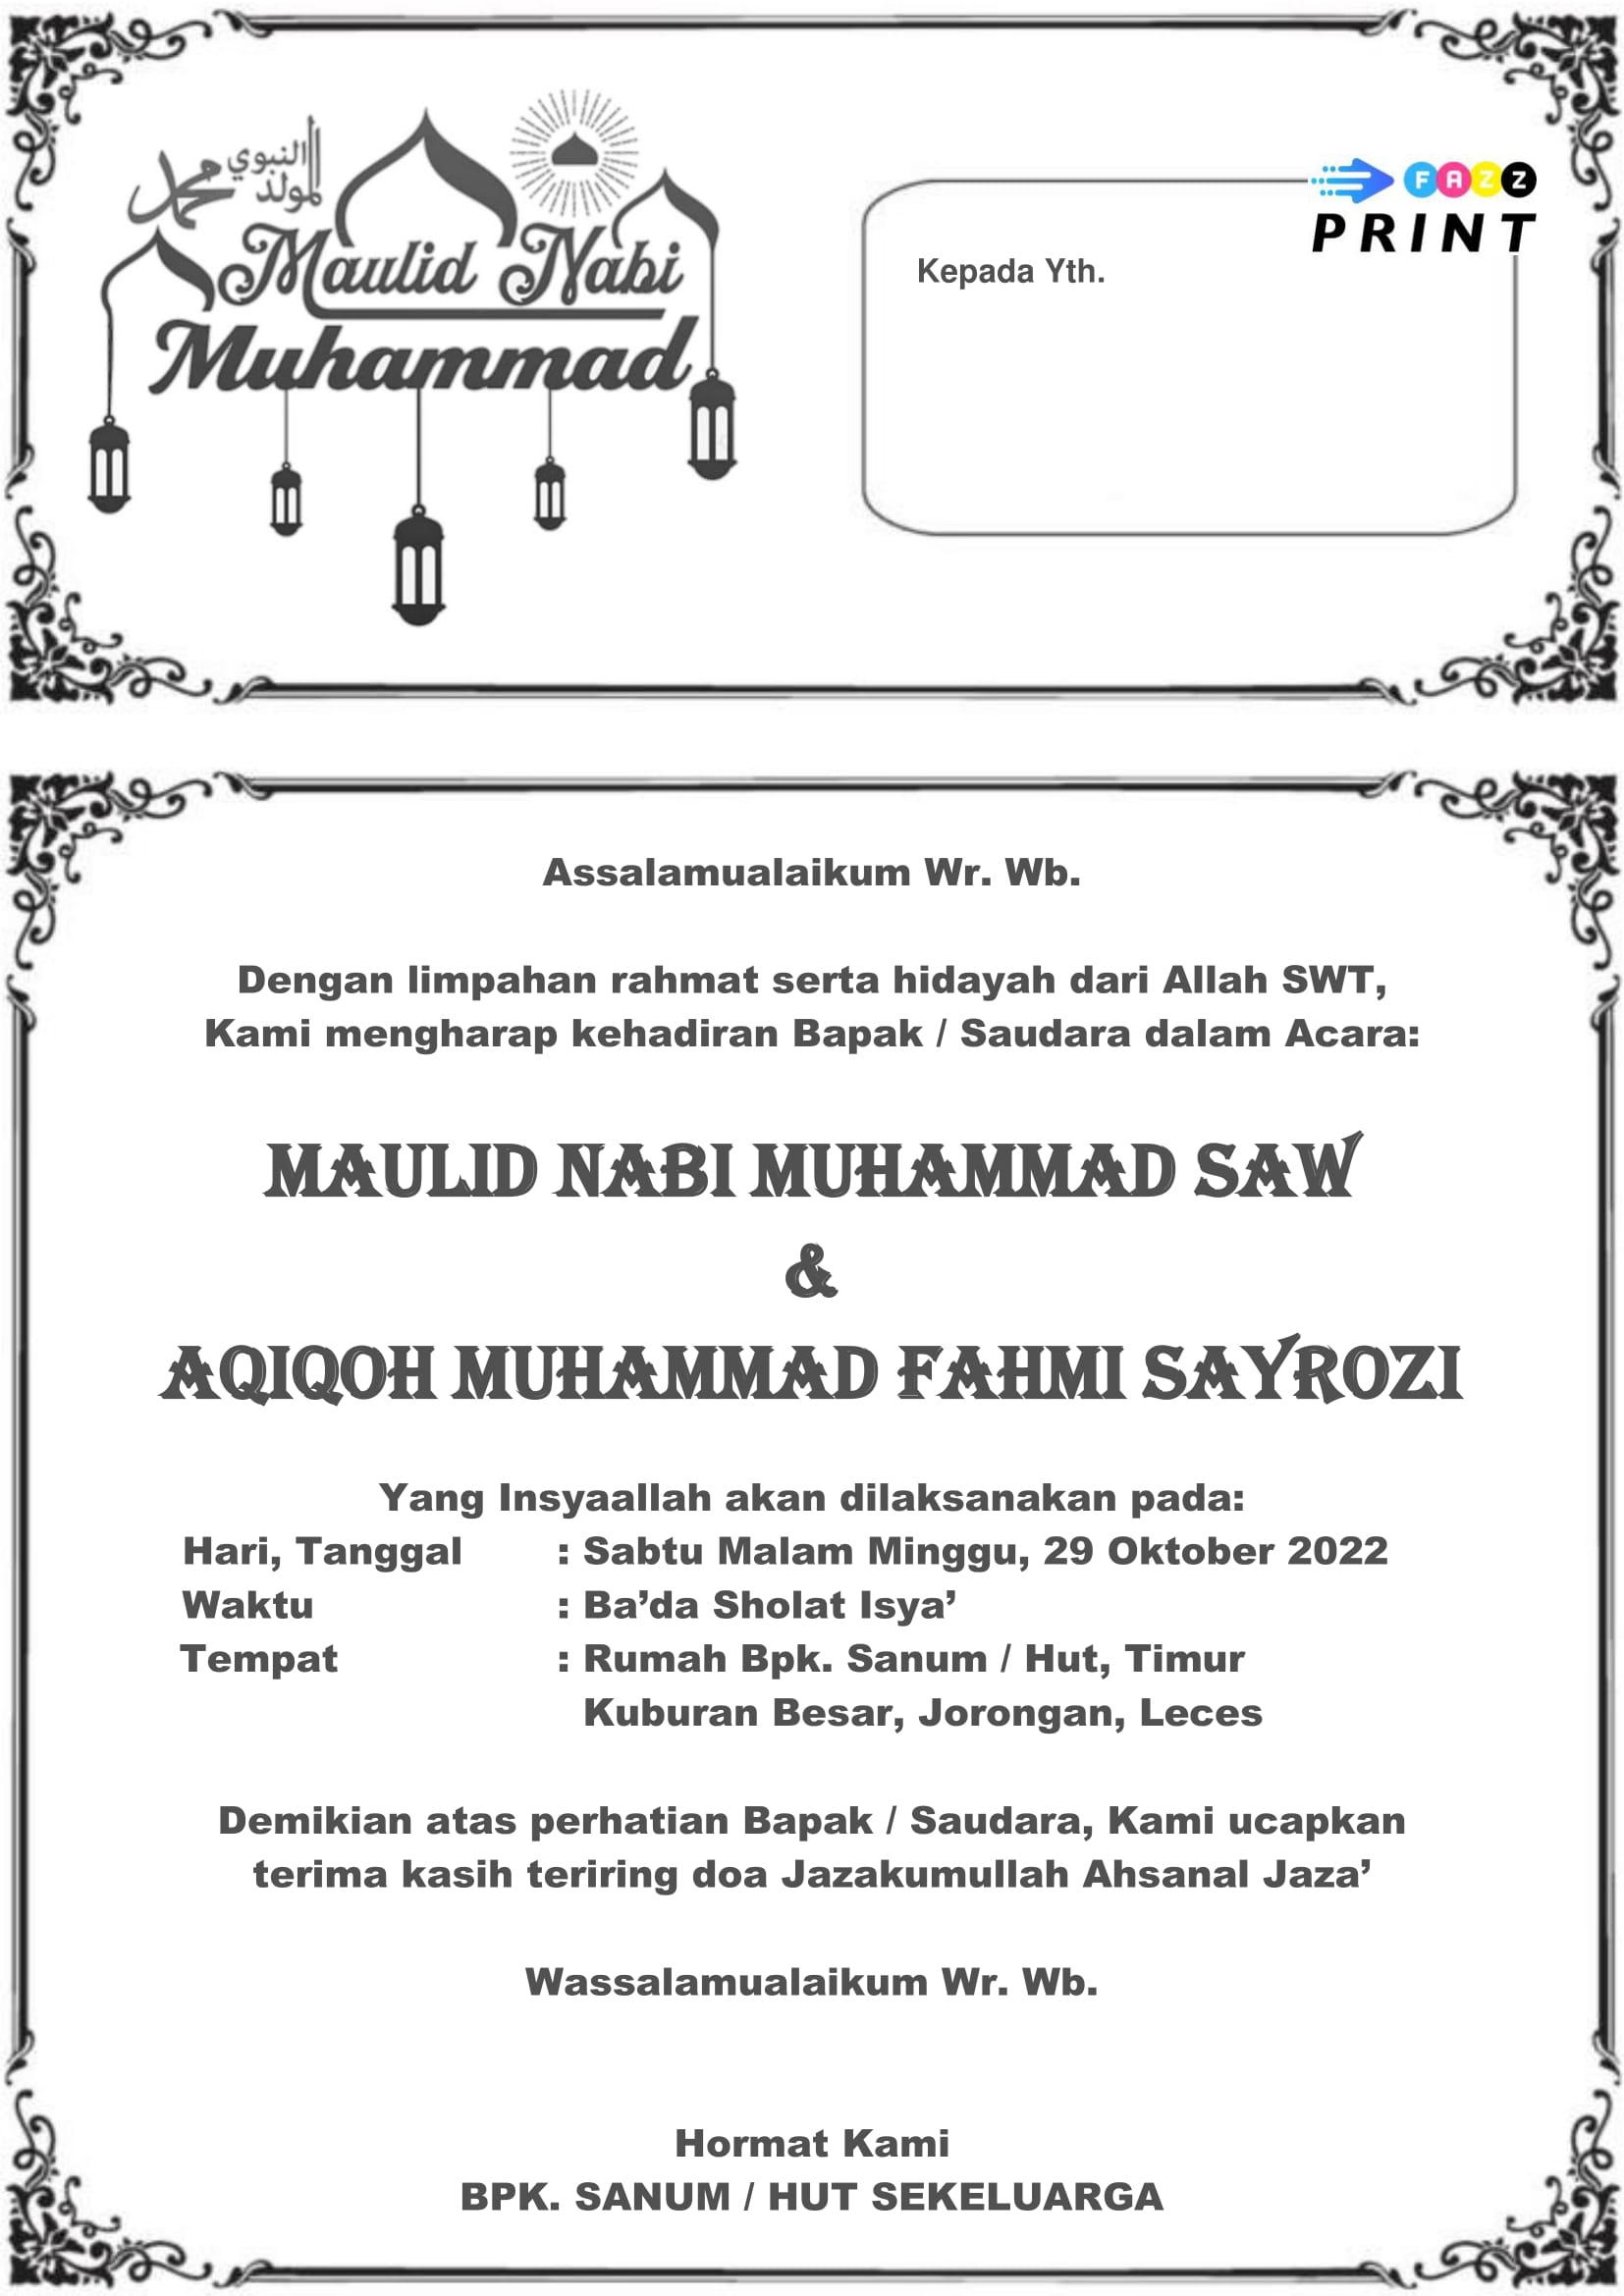 المولد النبوي
محمد
Maulid Nabi
Muhammad
FAZZ
PRINT
Kepada Yth.
Assalamualaikum Wr. Wb.
Dengan limpahan rahmat serta hidayah dari Allah SWT,
Kami mengharap kehadiran Bapak / Saudara dalam Acara:
MAULID NABI MUHAMMAD SAW
&
AQIQOH MUHAMMAD FAHMI SAYROZI
Yang Insyaallah akan dilaksanakan pada:
Hari, Tanggal : Sabtu Malam Minggu, 29 Oktober 2022
Waktu : Ba’da Sholat Isya’
Tempat : Rumah Bpk. Sanum / Hut, Timur
Kuburan Besar, Jorongan, Leces
Demikian atas perhatian Bapak / Saudara, Kami ucapkan
terima kasih teriring doa Jazakumullah Ahsanal Jaza’
Wassalamualaikum Wr. Wb.
Hormat Kami
BPK. SANUM / HUT SEKELUARGA